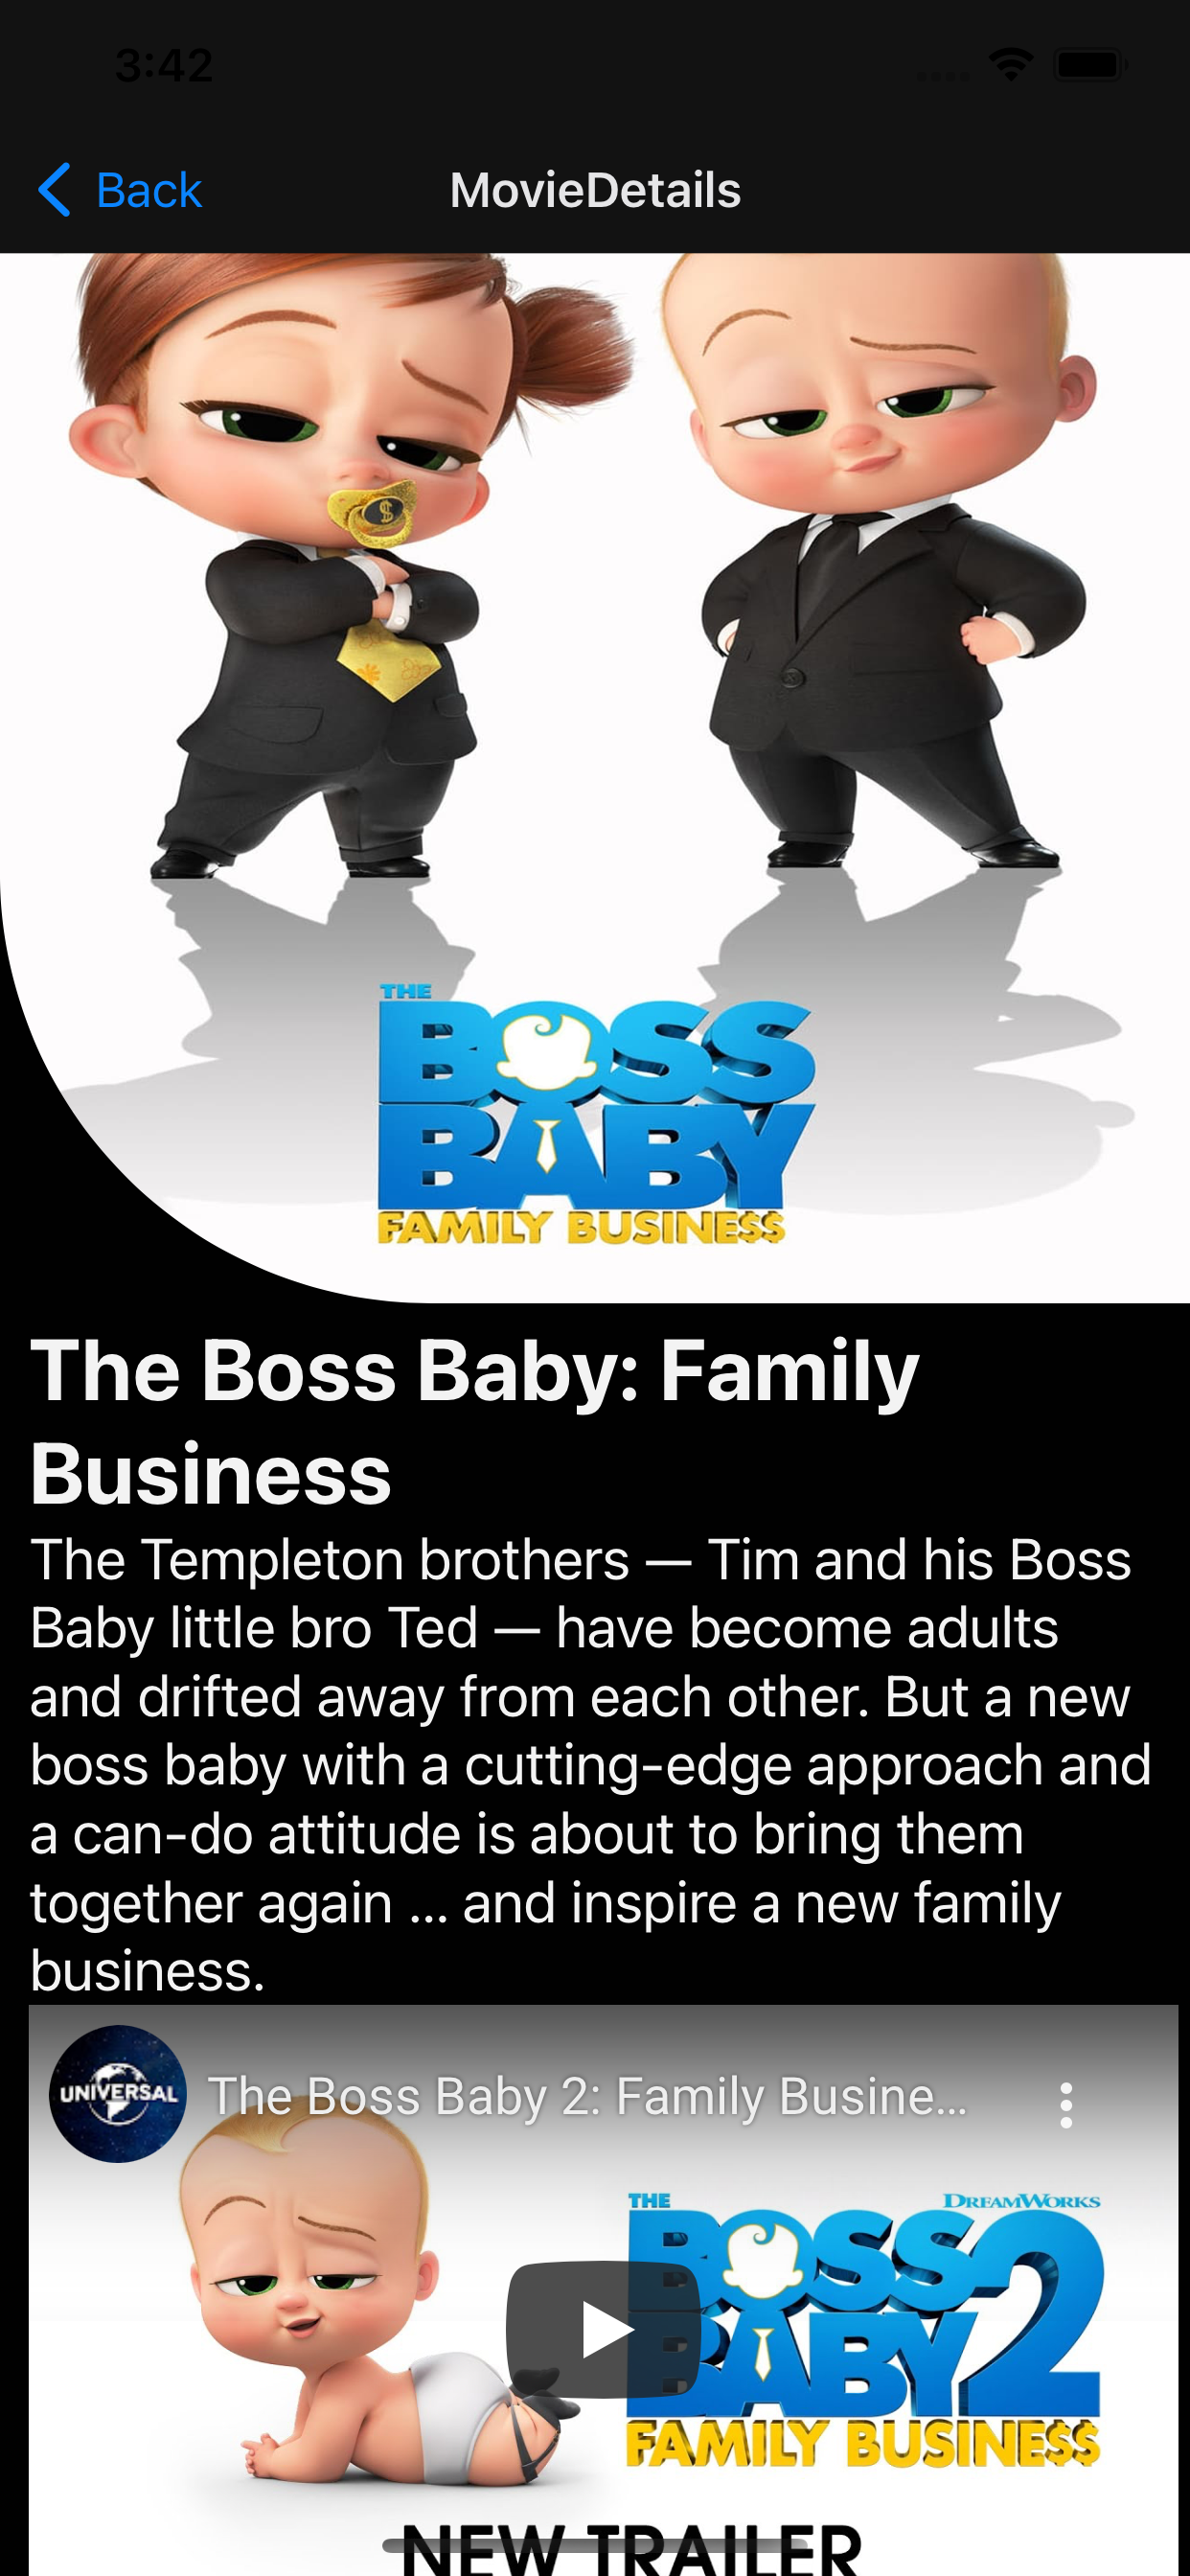 3:42
Back
MovieDetails
$
THE
BOSS
BABY
FAMILY BUSINE$$
The Boss Baby: Family
Business
The Templeton brothers — Tim and his Boss
Baby little bro Ted — have become adults
and drifted away from each other. But a new
boss baby with a cutting-edge approach and
a can-do attitude is about to bring them
together again ... and inspire a new family
business.
UNIVERSAL
The Boss Baby 2: Family Busine...
THE
DREAMWORKS
BOSS
BABY 2
FAMILY BUSINE$$
NEW TRAILER